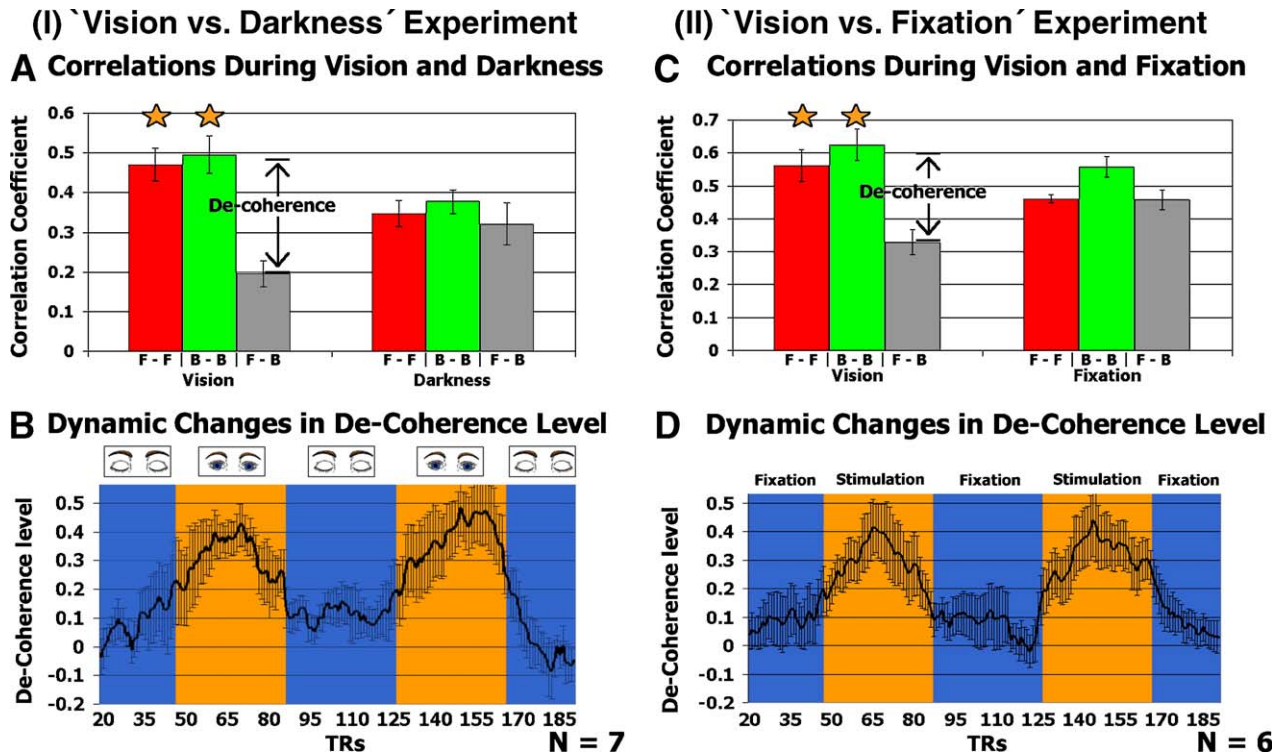 (I) `Vision vs. Darkness´ Experiment
A Correlations During Vision and Darkness
Correlation Coefficient
0.6
0.5
0.4
0.3
0.2
0.1
0
De-coherence
F - F | B - B | F - B
Vision
F - F | B - B | F - B
Darkness
B Dynamic Changes in De-Coherence Level
De-Coherence level
0.5
0.4
0.3
0.2
0.1
0
-0.1
-0.2
20 35 50 65 80 95 110 125 140 155 170 185
TRs
N = 7
(II) `Vision vs. Fixation´ Experiment
C Correlations During Vision and Fixation
Correlation Coefficient
0.7
0.6
0.5
0.4
0.3
0.2
0.1
0
De-coherence
F - F | B - B | F - B
Vision
F - F | B - B | F - B
Fixation
D Dynamic Changes in De-Coherence Level
Fixation Stimulation Fixation Stimulation Fixation
De-Coherence level
0.5
0.4
0.3
0.2
0.1
0
-0.1
-0.2
20 35 50 65 80 95 110 125 140 155 170 185
TRs
N = 6